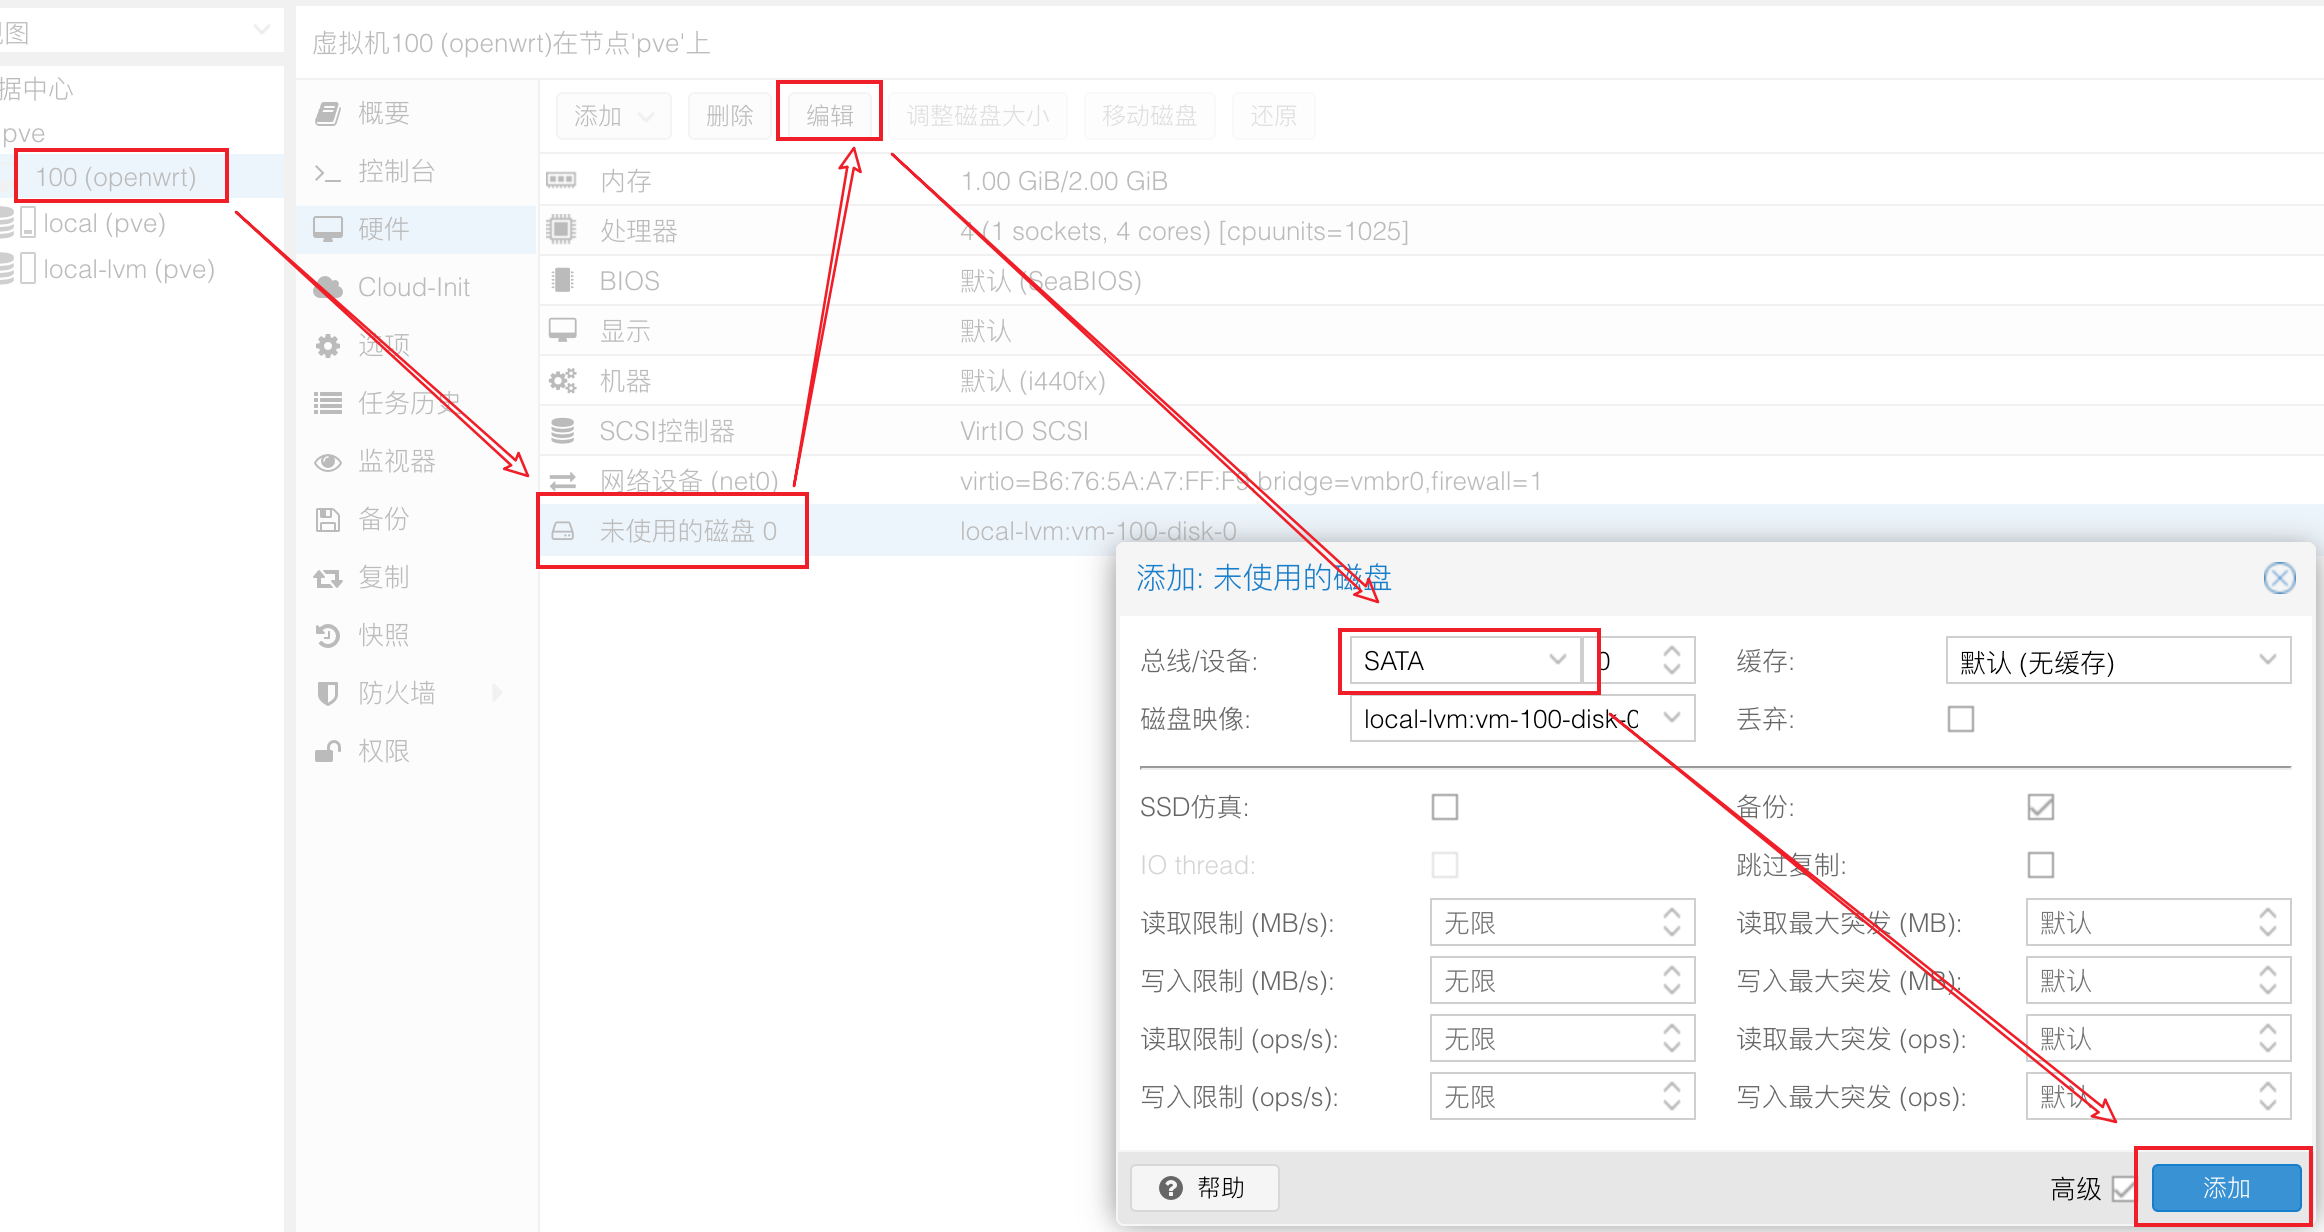 视图
虚拟机100 (openwrt)在节点'pve'上
据中心
pve
100 (openwrt)
local (pve)
local-lvm (pve)
概要
控制台
硬件
Cloud-Init
选项
任务历史
监视器
备份
复制
快照
防火墙
权限
添加 删除 编辑 调整磁盘大小 移动磁盘 还原
内存 1.00 GiB/2.00 GiB
处理器 4 (1 sockets, 4 cores) [cpuunits=1025]
BIOS 默认 (SeaBIOS)
显示 默认
机器 默认 (i440fx)
SCSI控制器 VirtIO SCSI
网络设备 (net0) virtio=B6:76:5A:A7:FF:F9,bridge=vmbr0,firewall=1
未使用的磁盘 0 local-lvm:vm-100-disk-0
添加: 未使用的磁盘
总线/设备: SATA 0 缓存: 默认 (无缓存)
磁盘映像: local-lvm:vm-100-disk-0 丢弃:
SSD仿真: 备份:
IO thread: 跳过复制:
读取限制 (MB/s): 无限 读取最大突发 (MB): 默认
写入限制 (MB/s): 无限 写入最大突发 (MB): 默认
读取限制 (ops/s): 无限 读取最大突发 (ops): 默认
写入限制 (ops/s): 无限 写入最大突发 (ops): 默认
帮助 高级 添加